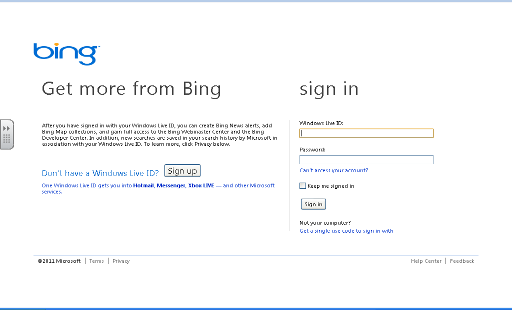 bing
Get more from Bing
After you have signed in with your Windows Live ID, you can create Bing News alerts, add
Bing Map collections, and gain full access to the Bing Webmaster Center and the Bing
Developer Center. In addition, new searches are saved in your search history by Microsoft in
association with your Windows Live ID. To learn more, click Privacy below.
Don't have a Windows Live ID? Sign up
One Windows Live ID gets you into Hotmail, Messenger, Xbox LIVE — and other Microsoft
services.
sign in
Windows Live ID:
Password:
Can't access your account?
Keep me signed in
Sign in
Not your computer?
Get a single use code to sign in with
©2011 Microsoft | Terms | Privacy
Help Center | Feedback